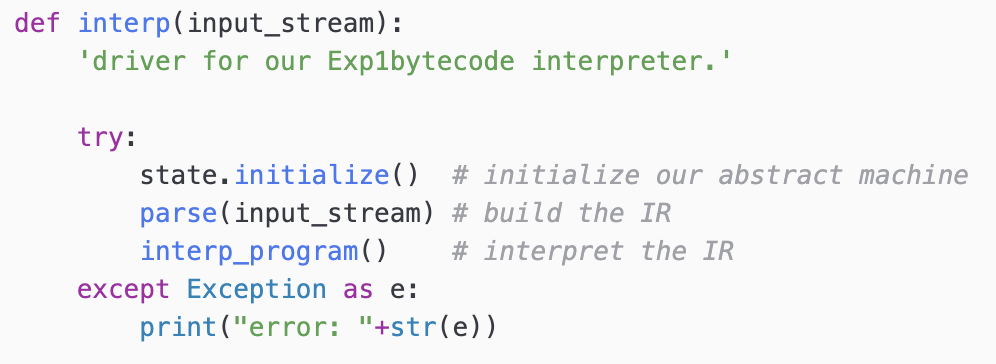 def interp(input_stream):
    'driver for our Exp1bytecode interpreter.'

    try:
        state.initialize()  # initialize our abstract machine
        parse(input_stream) # build the IR
        interp_program()    # interpret the IR
    except Exception as e:
        print("error: "+str(e))